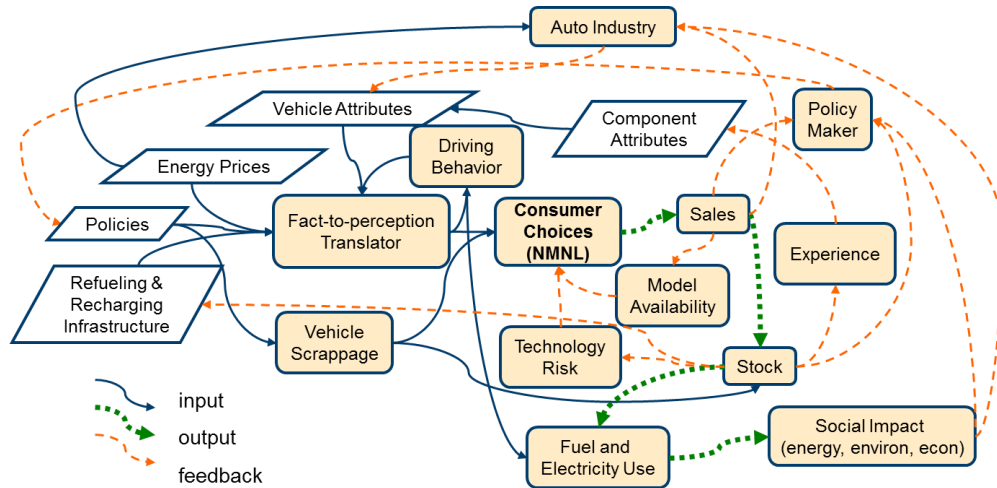 Auto Industry
Vehicle Attributes
Component
Attributes
Policy
Maker
Driving
Behavior
Energy Prices
Policies
Fact-to-perception
Translator
Consumer
Choices
(NMNL)
Sales
Experience
Refueling &
Recharging
Infrastructure
Model
Availability
Vehicle
Scrappage
Technology
Risk
Stock
input
output
feedback
Fuel and
Electricity Use
Social Impact
(energy, environ, econ)